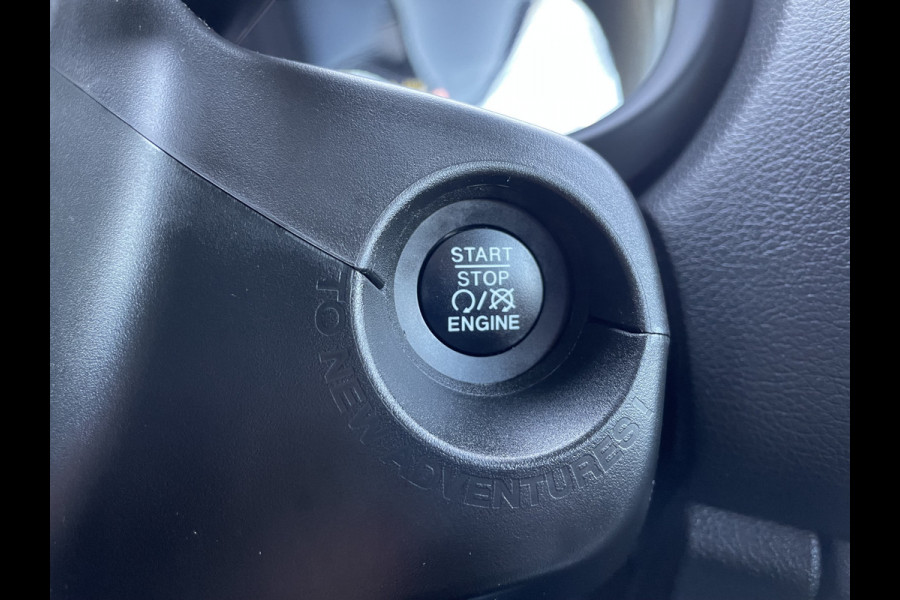 START
STOP
ENGINE
TO NEW ADVENTURES!